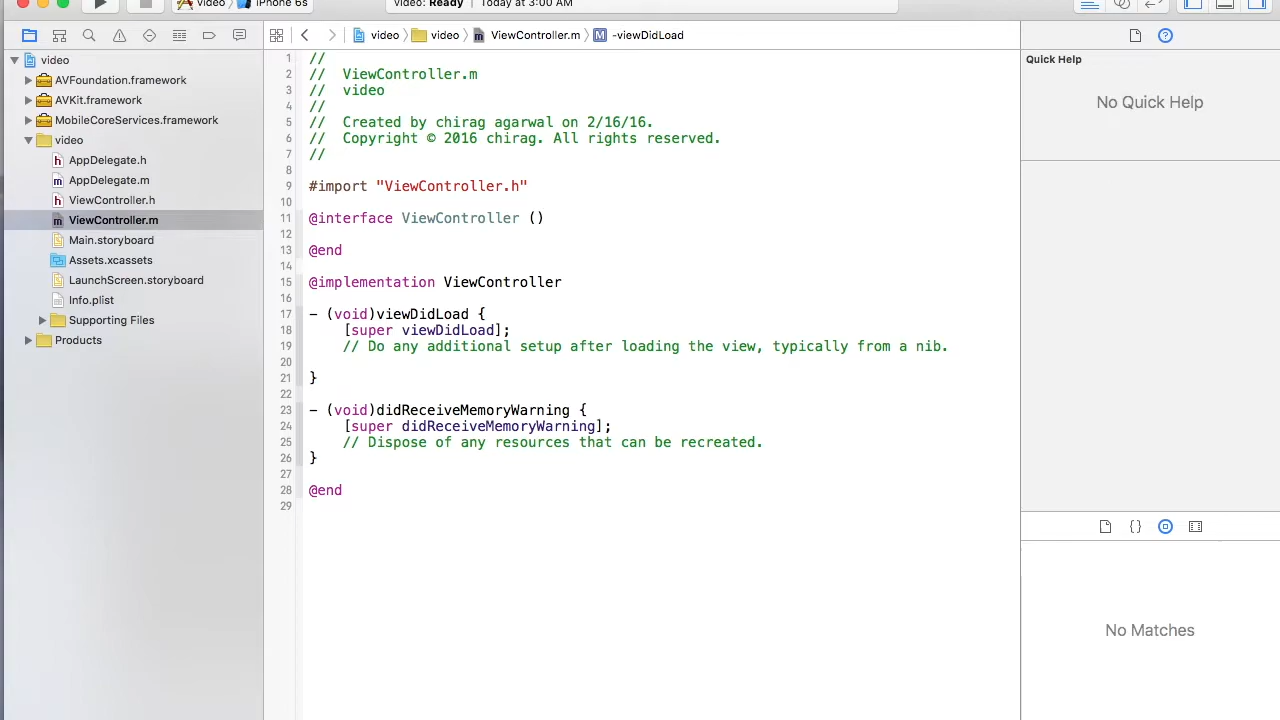 video
iPhone 6s
video: Ready
Today at 3:00 AM
video
video
ViewController.m
M
-viewDidLoad
video
AVFoundation.framework
AVKit.framework
MobileCoreServices.framework
video
h AppDelegate.h
m AppDelegate.m
h ViewController.h
m ViewController.m
Main.storyboard
Assets.xcassets
LaunchScreen.storyboard
Info.plist
Supporting Files
Products
1 //
2 // ViewController.m
3 // video
4 //
5 // Created by chirag agarwal on 2/16/16.
6 // Copyright © 2016 chirag. All rights reserved.
7 //
8
9 #import "ViewController.h"
10
11 @interface ViewController ()
12
13 @end
14
15 @implementation ViewController
16
17 - (void)viewDidLoad {
18 [super viewDidLoad];
19 // Do any additional setup after loading the view, typically from a nib.
20
21 }
22
23 - (void)didReceiveMemoryWarning {
24 [super didReceiveMemoryWarning];
25 // Dispose of any resources that can be recreated.
26 }
27
28 @end
29
Quick Help
No Quick Help
{}
No Matches